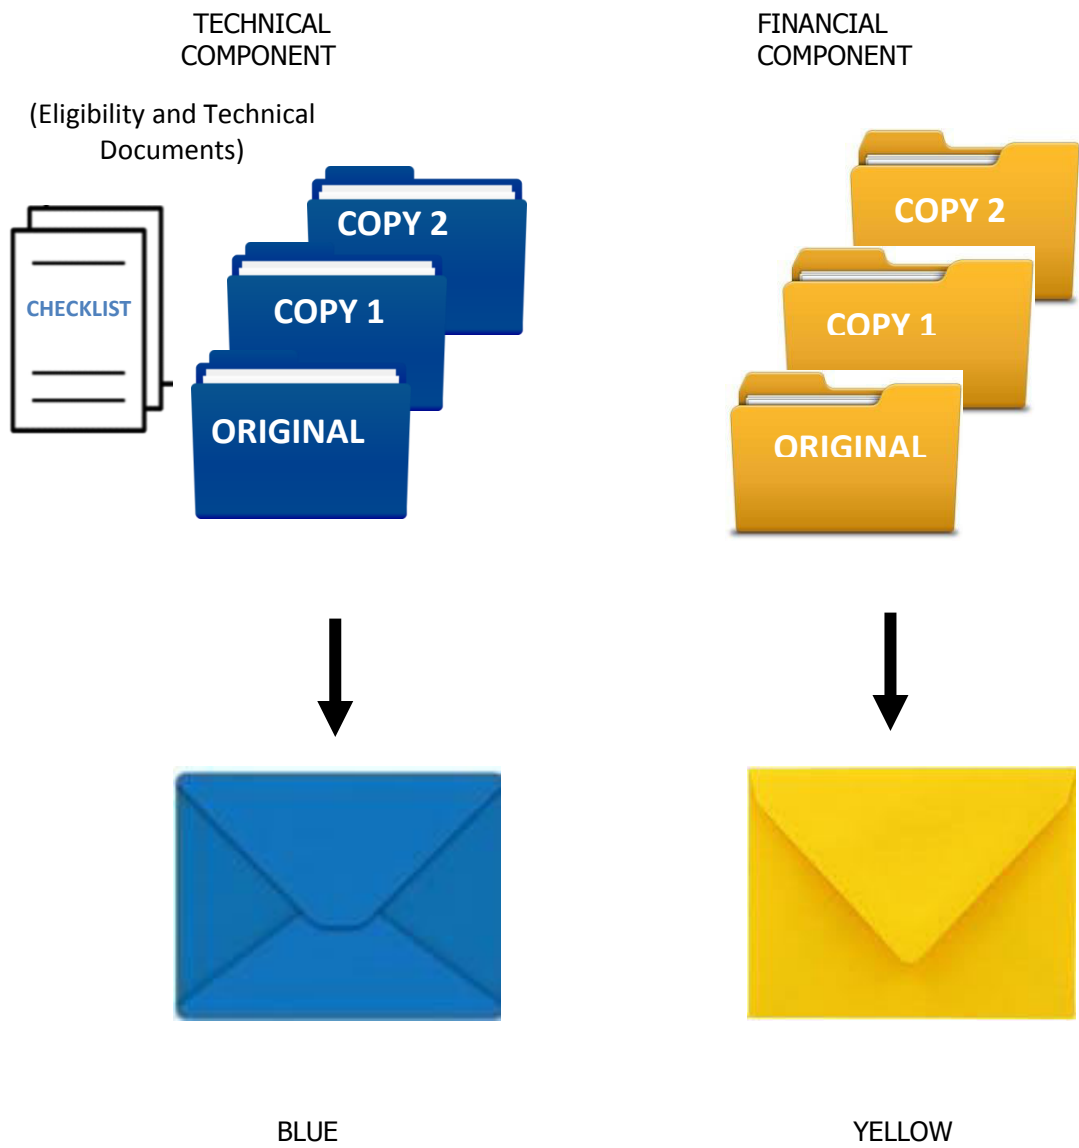 TECHNICAL
COMPONENT
(Eligibility and Technical
Documents)
CHECKLIST
COPY 2
COPY 1
ORIGINAL
FINANCIAL
COMPONENT
COPY 2
COPY 1
ORIGINAL
BLUE
YELLOW